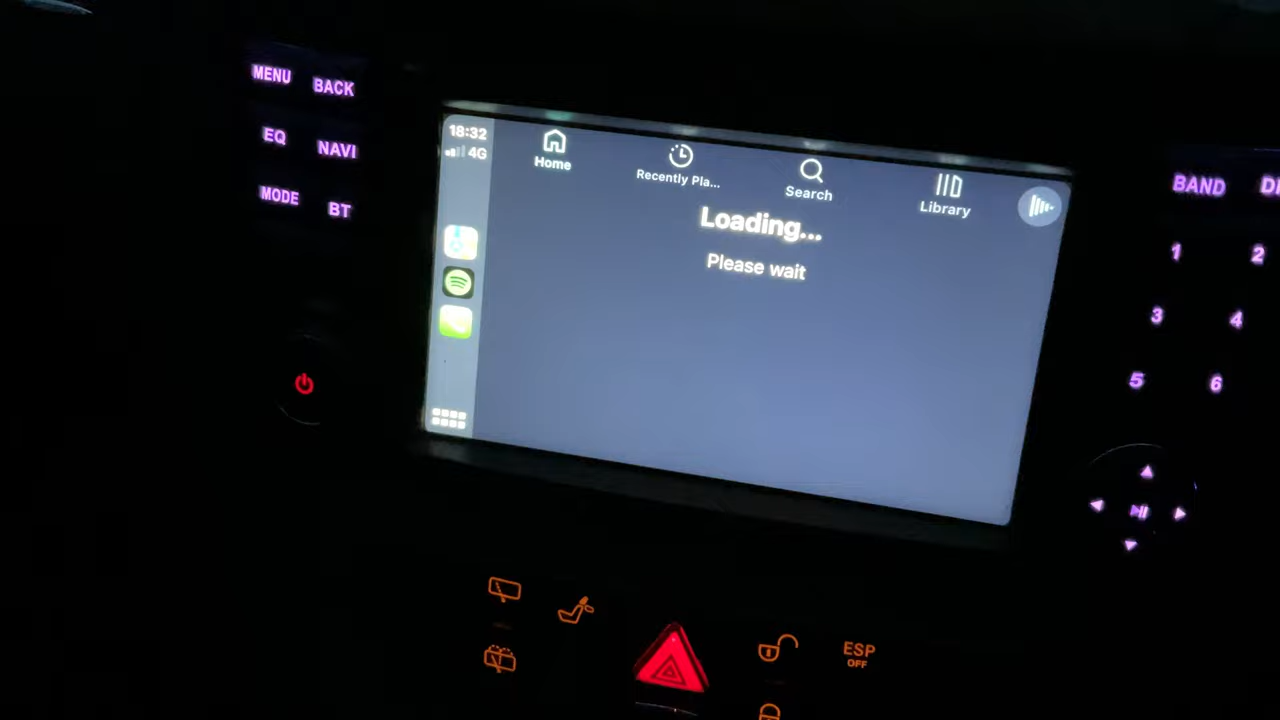 MENU
BACK
EQ
NAVI
MODE
BT
18:32
4G
Home
Recently Pla...
Search
Library
Loading...
Please wait
BAND
1
2
3
4
5
6
ESP
OFF